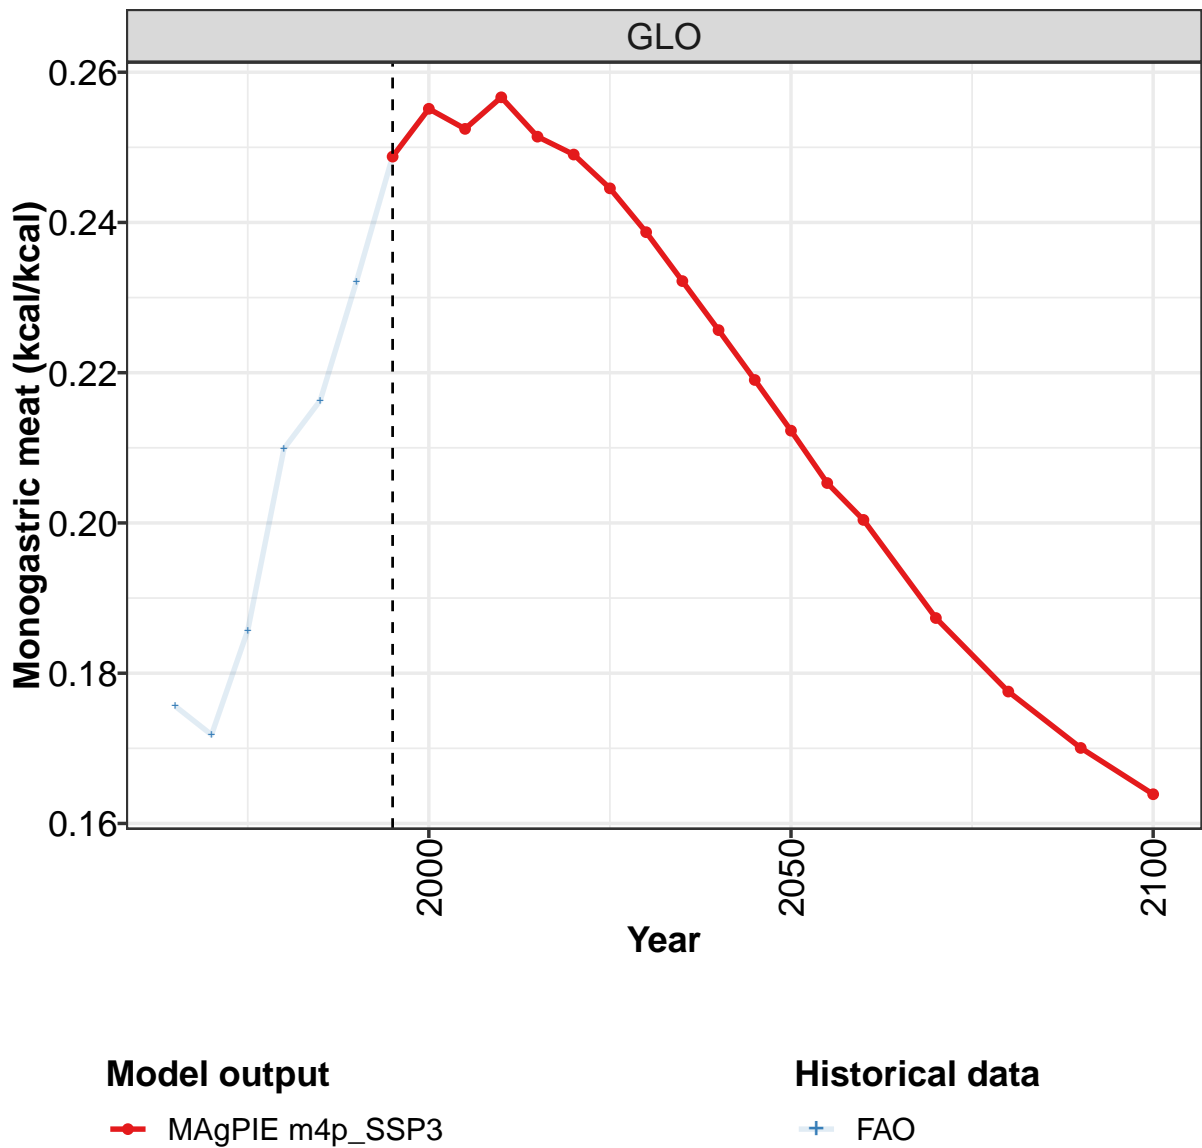 GLO
Monogastric meat (kcal/kcal)
0.26
0.24
0.22
0.20
0.18
0.16
2000
2050
2100
Year
Model output
MAgPIE m4p_SSP3
Historical data
FAO